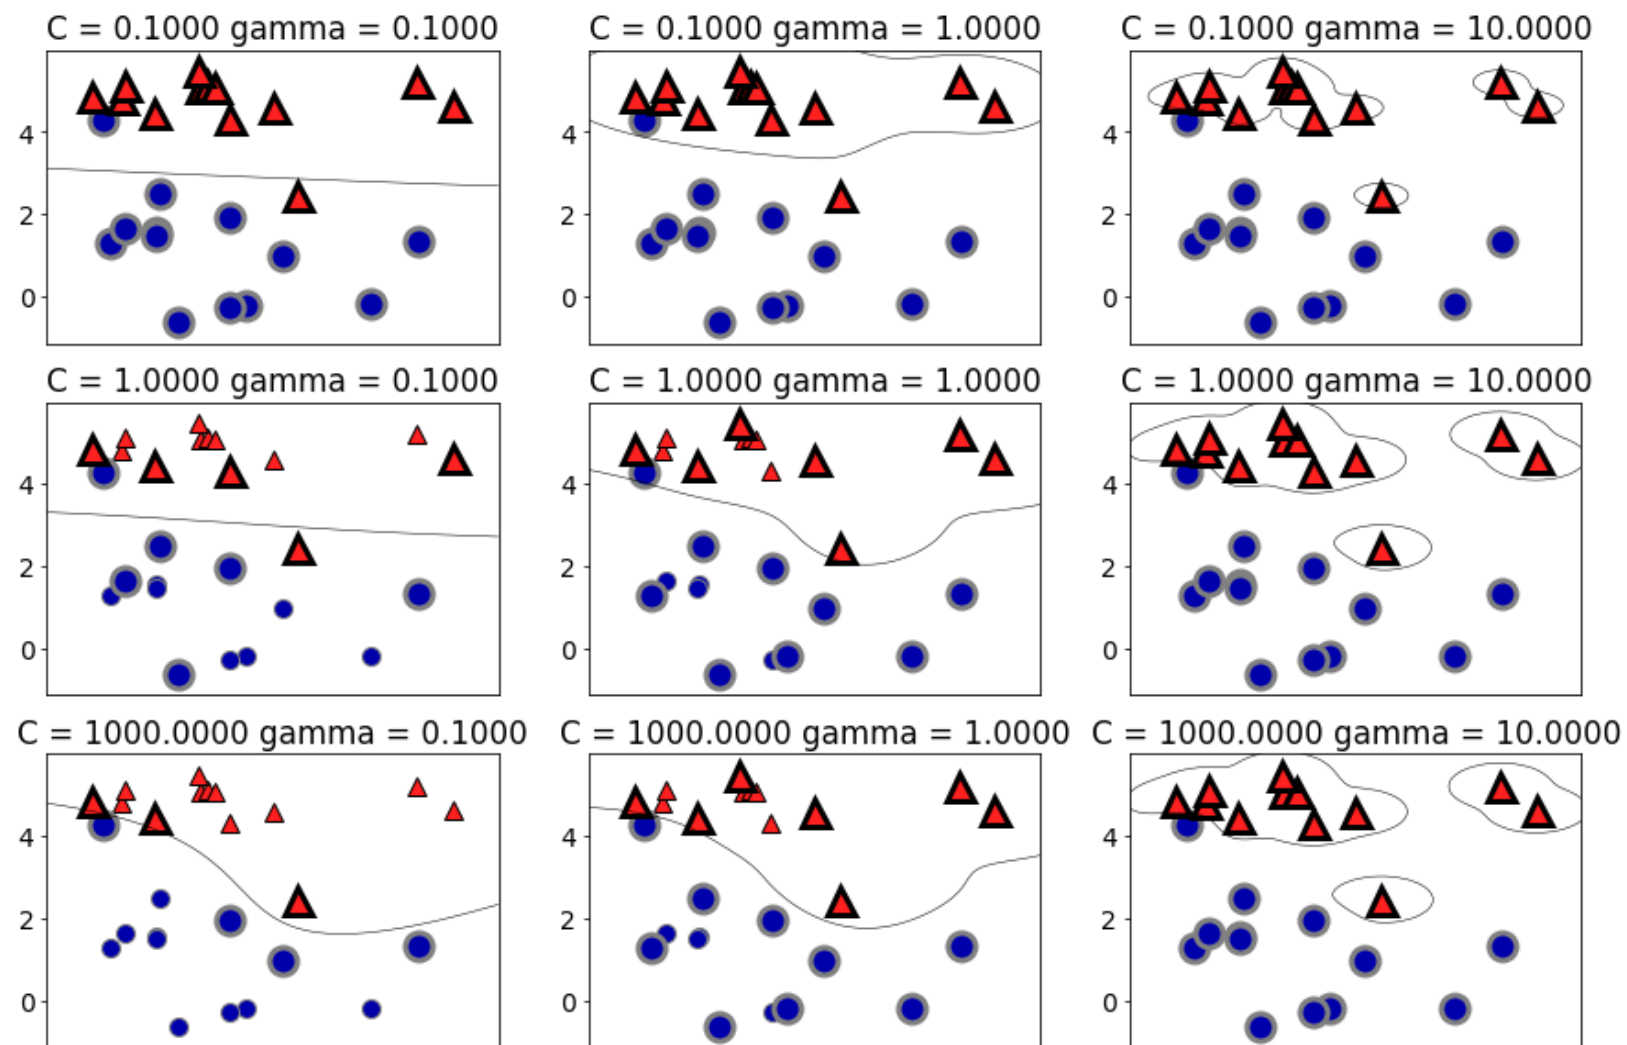 C = 0.1000 gamma = 0.1000 C = 0.1000 gamma = 1.0000 C = 0.1000 gamma = 10.0000
4 4 4
2 2 2
0 0 0
C = 1.0000 gamma = 0.1000 C = 1.0000 gamma = 1.0000 C = 1.0000 gamma = 10.0000
4 4 4
2 2 2
0 0 0
C = 1000.0000 gamma = 0.1000 C = 1000.0000 gamma = 1.0000 C = 1000.0000 gamma = 10.0000
4 4 4
2 2 2
0 0 0